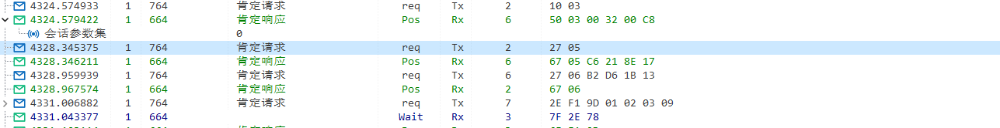 4324.574933 1 764 肯定请求 req Tx 2 10 03
4324.579422 1 664 肯定响应 Pos Rx 6 50 03 00 32 00 C8
会话参数集 0
4328.345375 1 764 肯定请求 req Tx 2 27 05
4328.346211 1 664 肯定响应 Pos Rx 6 67 05 C6 21 8E 17
4328.959939 1 764 肯定请求 req Tx 6 27 06 B2 D6 1B 13
4328.967574 1 664 肯定响应 Pos Rx 2 67 06
4331.006882 1 764 肯定请求 req Tx 7 2E F1 9D 01 02 03 09
4331.043377 1 664 Wait Rx 3 7F 2E 78